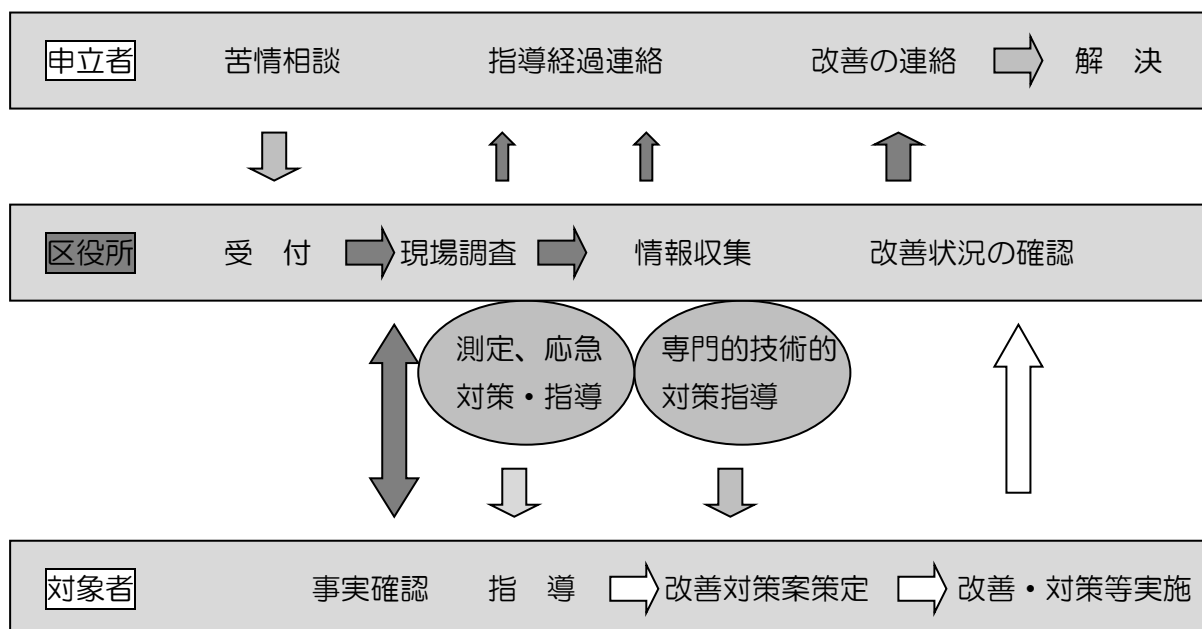 申立者 苦情相談 指導経過連絡 改善の連絡 解 決
区役所 受 付 現場調査 情報収集 改善状況の確認
測定、応急
対策・指導
専門的技術的
対策指導
対象者 事実確認 指 導 改善対策案策定 改善・対策等実施